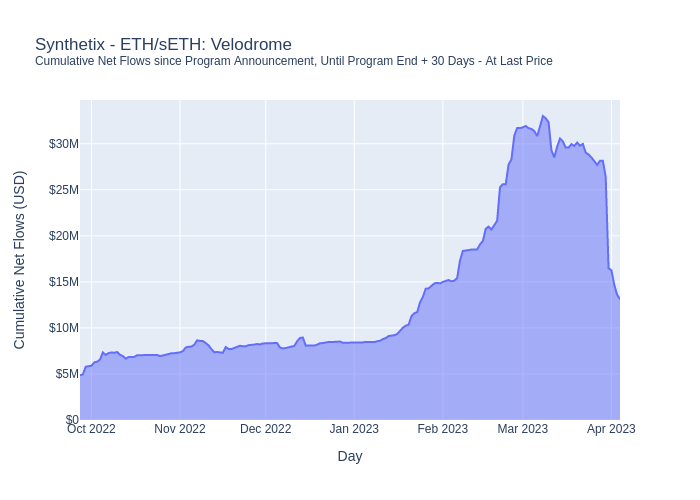 Synthetix - ETH/sETH: Velodrome
Cumulative Net Flows since Program Announcement, Until Program End + 30 Days - At Last Price
Cumulative Net Flows (USD)
$30M
$25M
$20M
$15M
$10M
$5M
$0
Oct 2022 Nov 2022 Dec 2022 Jan 2023 Feb 2023 Mar 2023 Apr 2023
Day